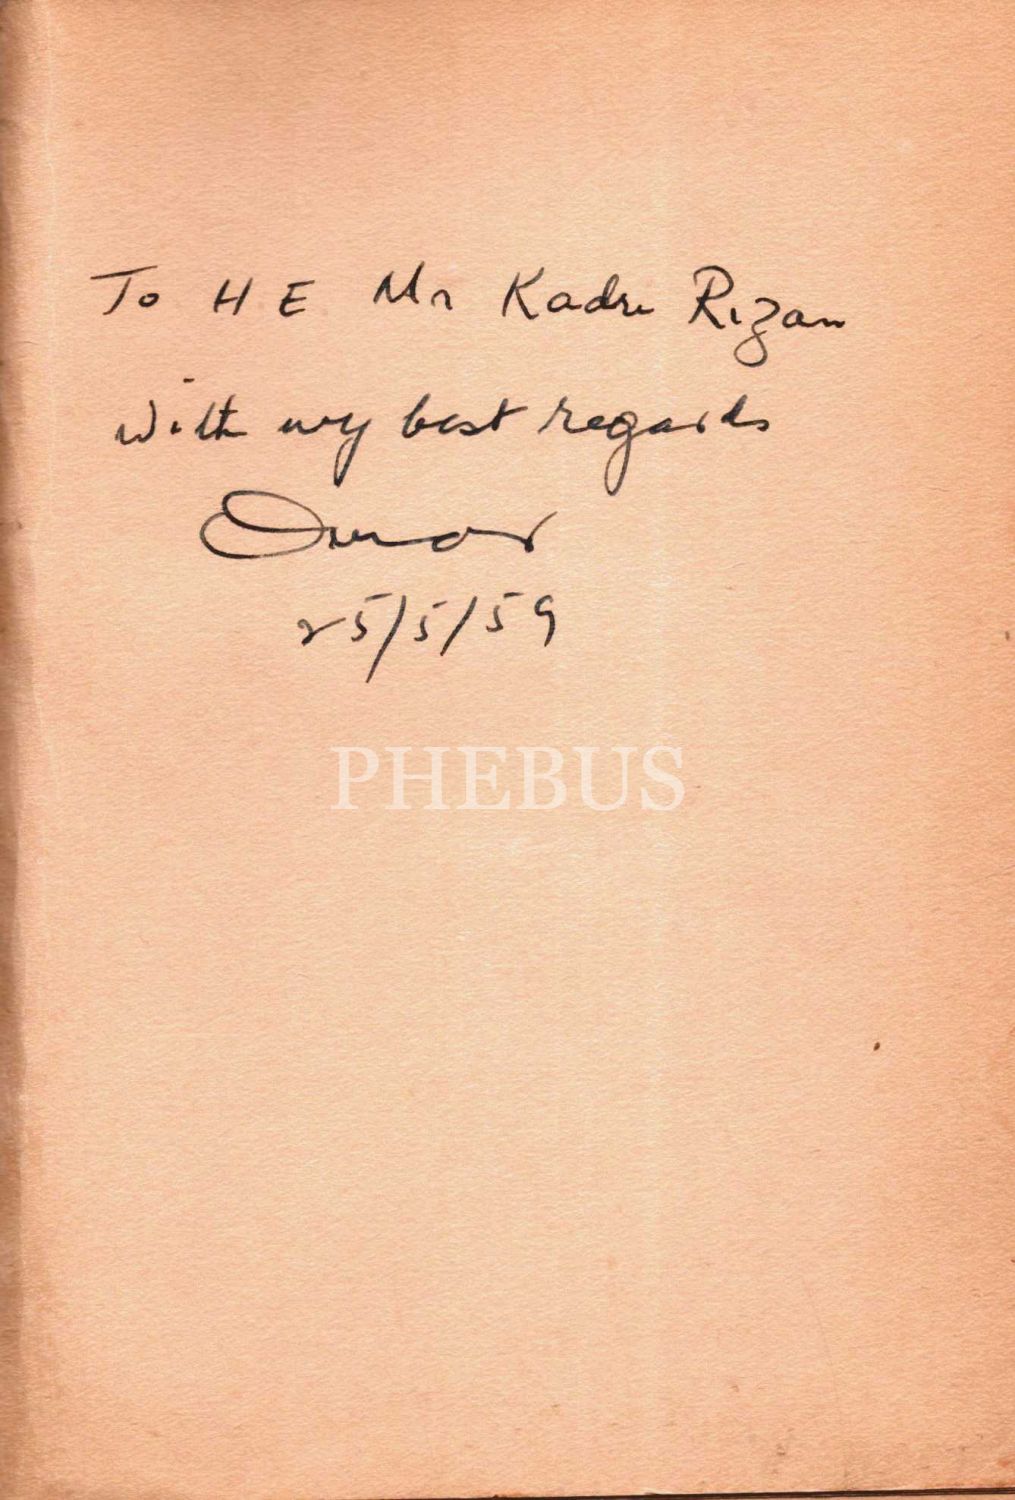 To H E Mr Kadri Rizan
With my best regards
Omar
25/5/59
PHEBUS